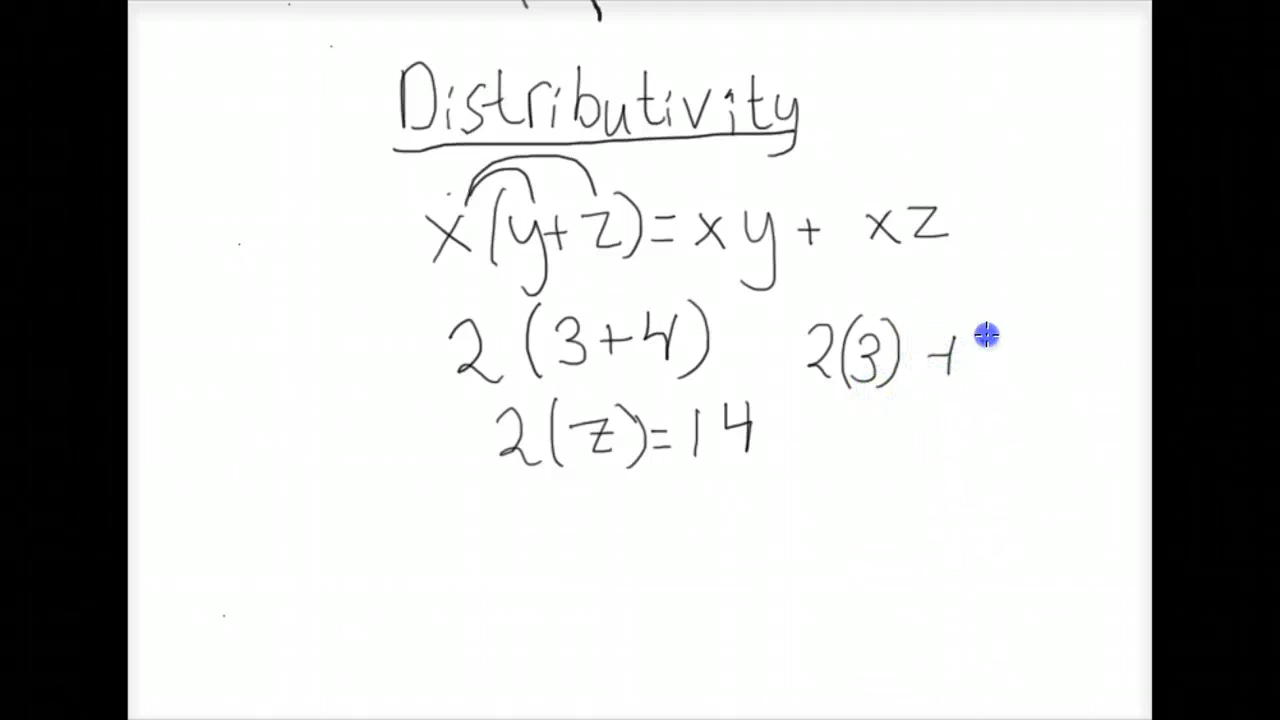 Distributivity
x(y+z)=xy+ xz
2(3+4) 2(3) +
2(7)=14